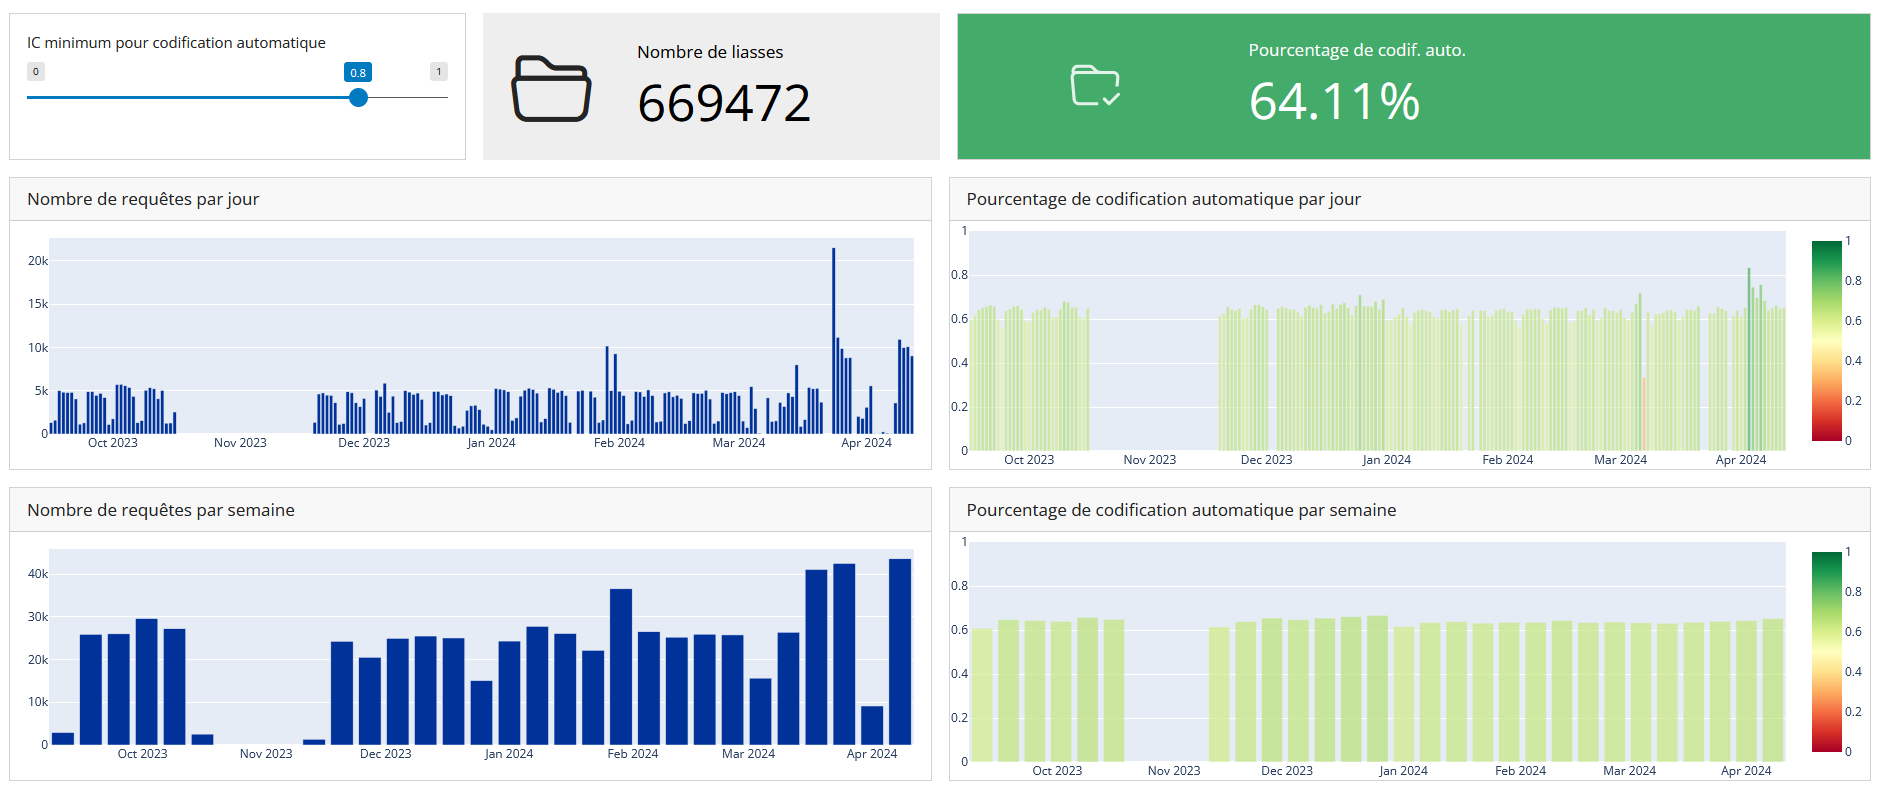 IC minimum pour codification automatique
0
0.8
1
Nombre de liasses
669472
Pourcentage de codif. auto.
64.11%
Nombre de requêtes par jour
20k
15k
10k
5k
0
Oct 2023 Nov 2023 Dec 2023 Jan 2024 Feb 2024 Mar 2024 Apr 2024
Pourcentage de codification automatique par jour
1
0.8
0.6
0.4
0.2
0
Oct 2023 Nov 2023 Dec 2023 Jan 2024 Feb 2024 Mar 2024 Apr 2024
1
0.8
0.6
0.4
0.2
0
Nombre de requêtes par semaine
40k
30k
20k
10k
0
Oct 2023 Nov 2023 Dec 2023 Jan 2024 Feb 2024 Mar 2024 Apr 2024
Pourcentage de codification automatique par semaine
1
0.8
0.6
0.4
0.2
0
Oct 2023 Nov 2023 Dec 2023 Jan 2024 Feb 2024 Mar 2024 Apr 2024
1
0.8
0.6
0.4
0.2
0